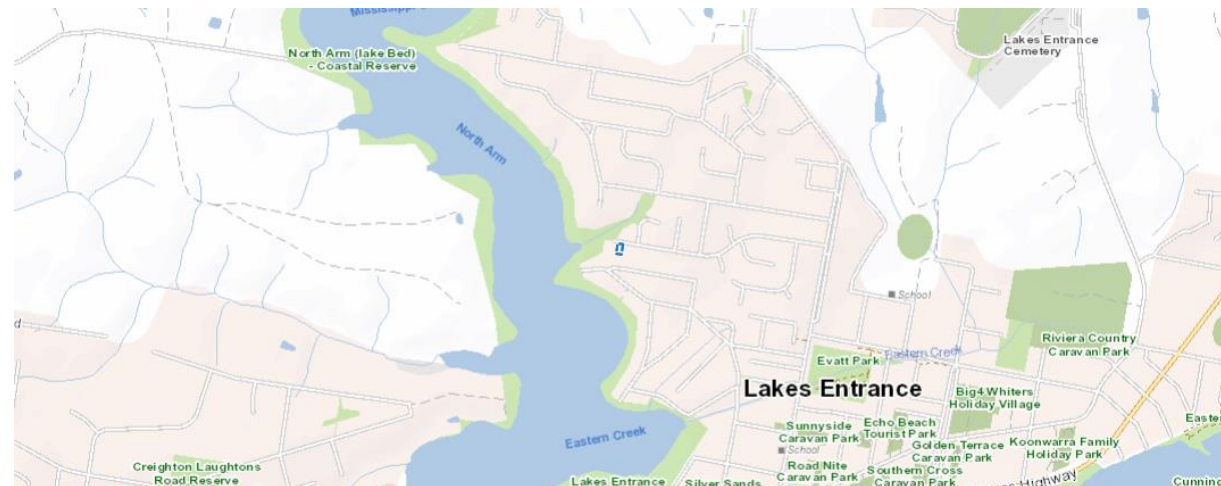 North Arm (lake Bed)
- Coastal Reserve
Lakes Entrance
Cemetery
North Arm
School
Riviera Country
Caravan Park
Eastern Creek
Evatt Park
Lakes Entrance
Big4 Whiters
Holiday Village
Sunnyside
Caravan Park
Echo Beach
Tourist Park
School
Golden Terrace
Caravan Park
Koonwarra Family
Holiday Park
Eastern Creek
Creighton Laughtons
Road Reserve
Road Nite
Caravan Park
Southern Cross
Caravan Park
Highway
Lakes Entrance
Silver Sands